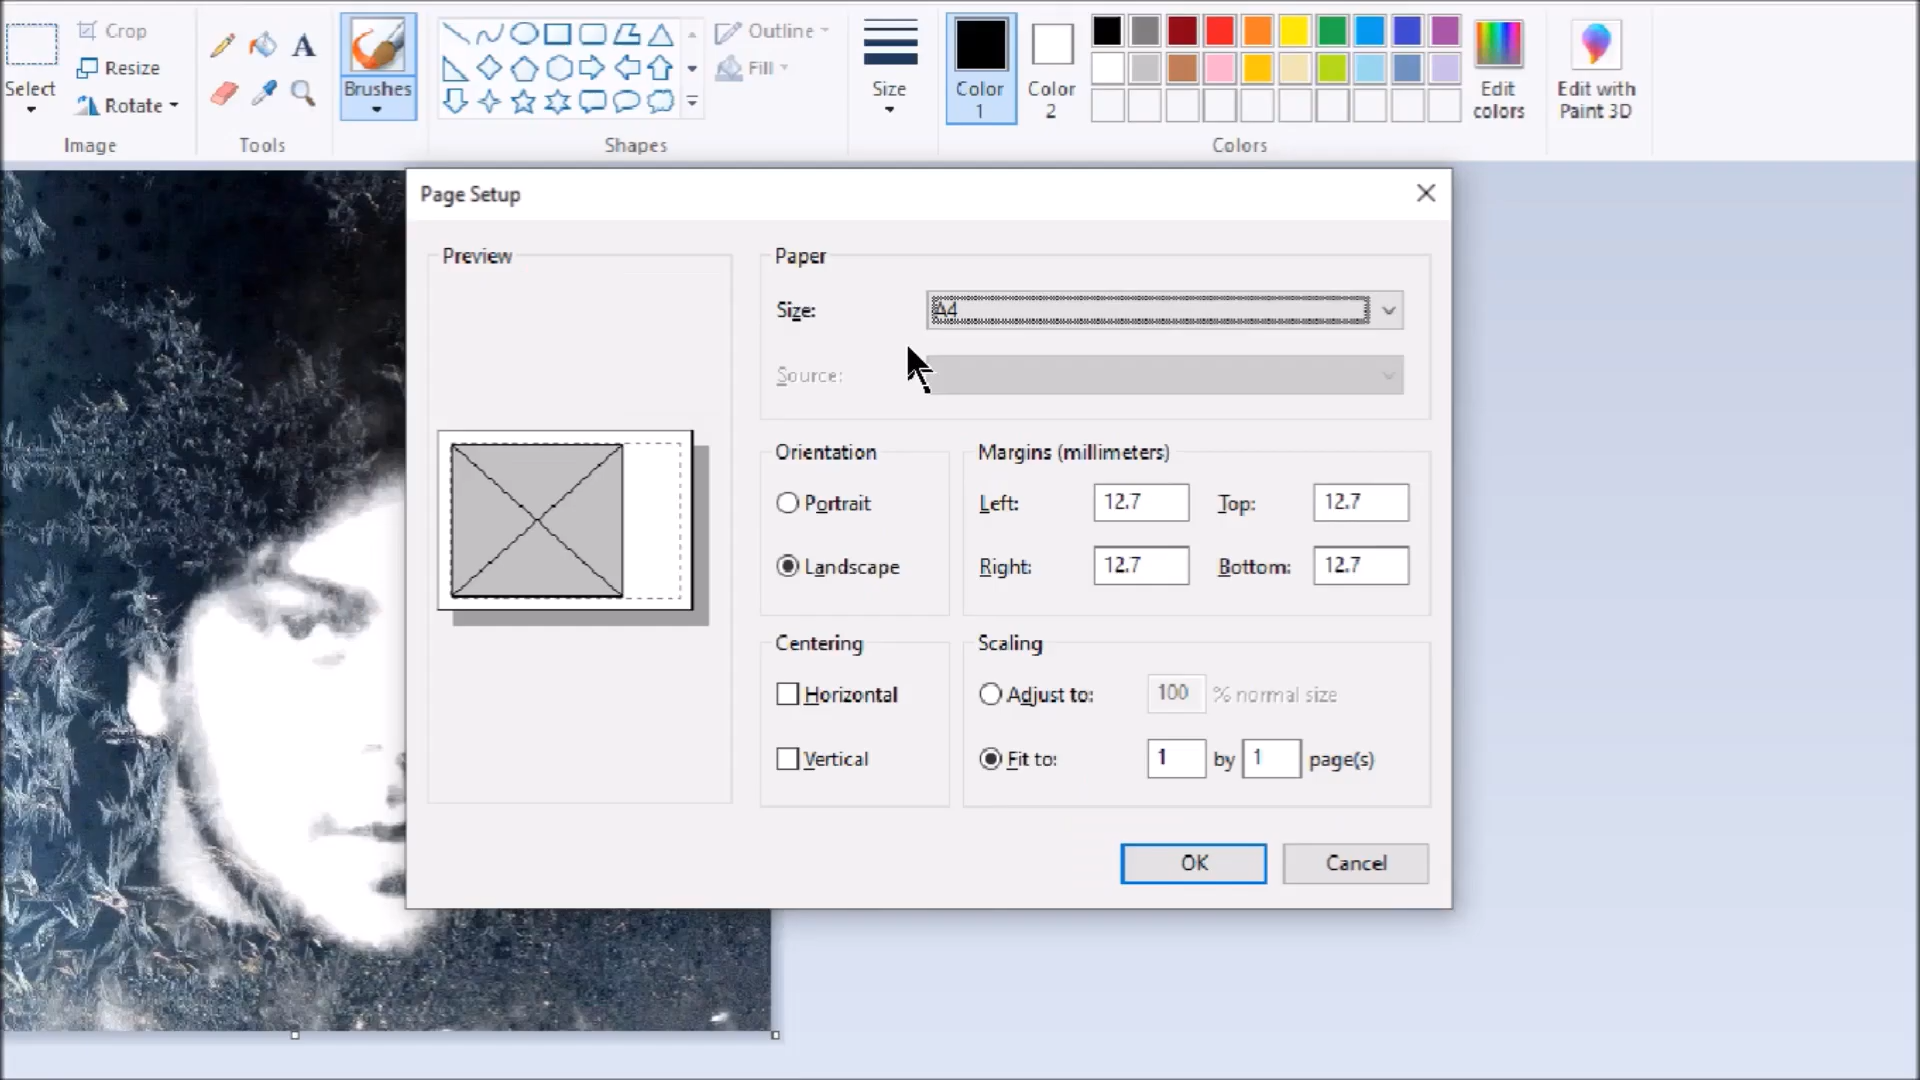 Crop
Outline
Resize
Fill
Select
Rotate
Brushes
Size
Color 1
Color 2
Edit colors
Edit with Paint 3D
Image
Tools
Shapes
Colors
Page Setup
Preview
Paper
Size:
A4
Source:
Orientation
Portrait
Landscape
Margins (millimeters)
Left: 12.7 Top: 12.7
Right: 12.7 Bottom: 12.7
Centering
Horizontal
Vertical
Scaling
Adjust to: 100 % normal size
Fit to: 1 by 1 page(s)
OK
Cancel